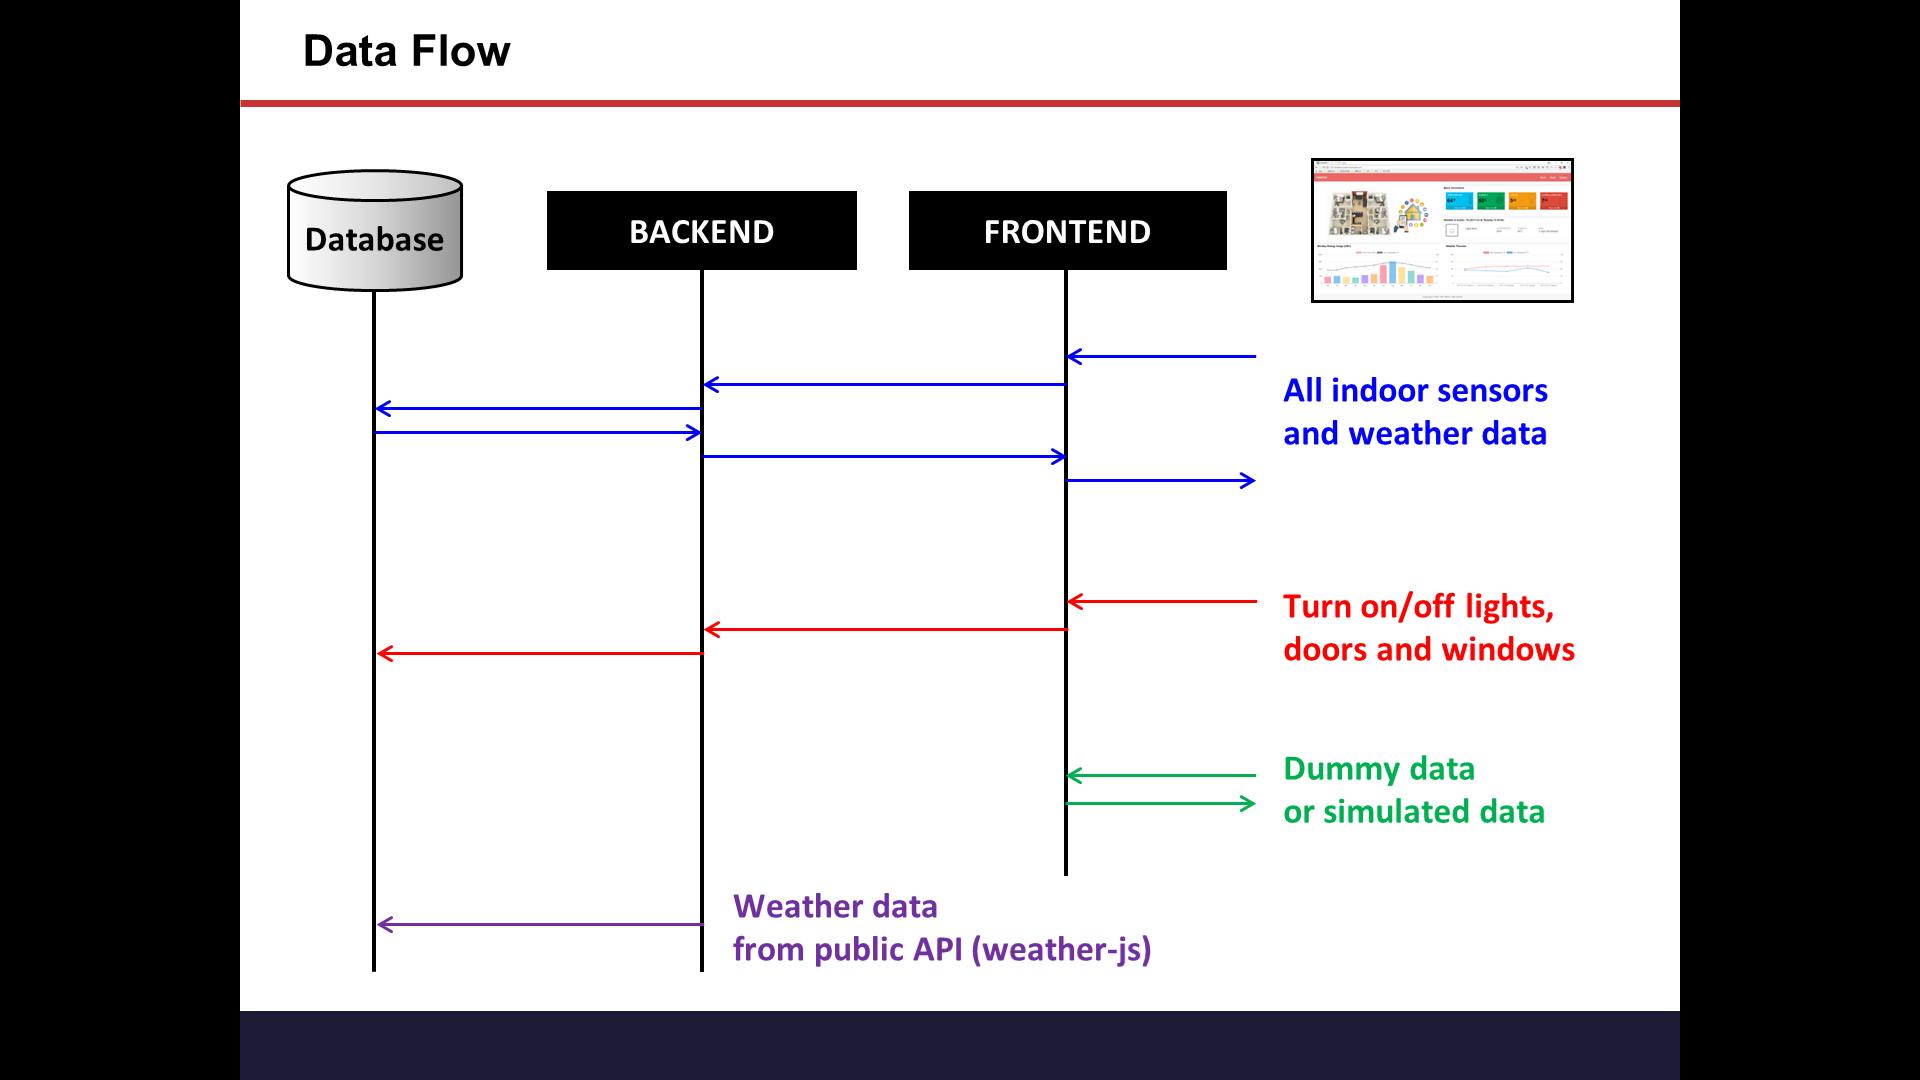 Data Flow
Database
BACKEND
FRONTEND
All indoor sensors
and weather data
Turn on/off lights,
doors and windows
Dummy data
or simulated data
Weather data
from public API (weather-js)